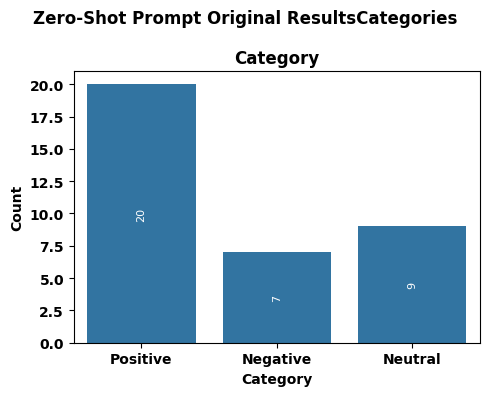 Zero-Shot Prompt Original ResultsCategories
Category
20.0
17.5
15.0
12.5
10.0
7.5
5.0
2.5
0.0
Count
20
7
9
Positive
Negative
Neutral
Category